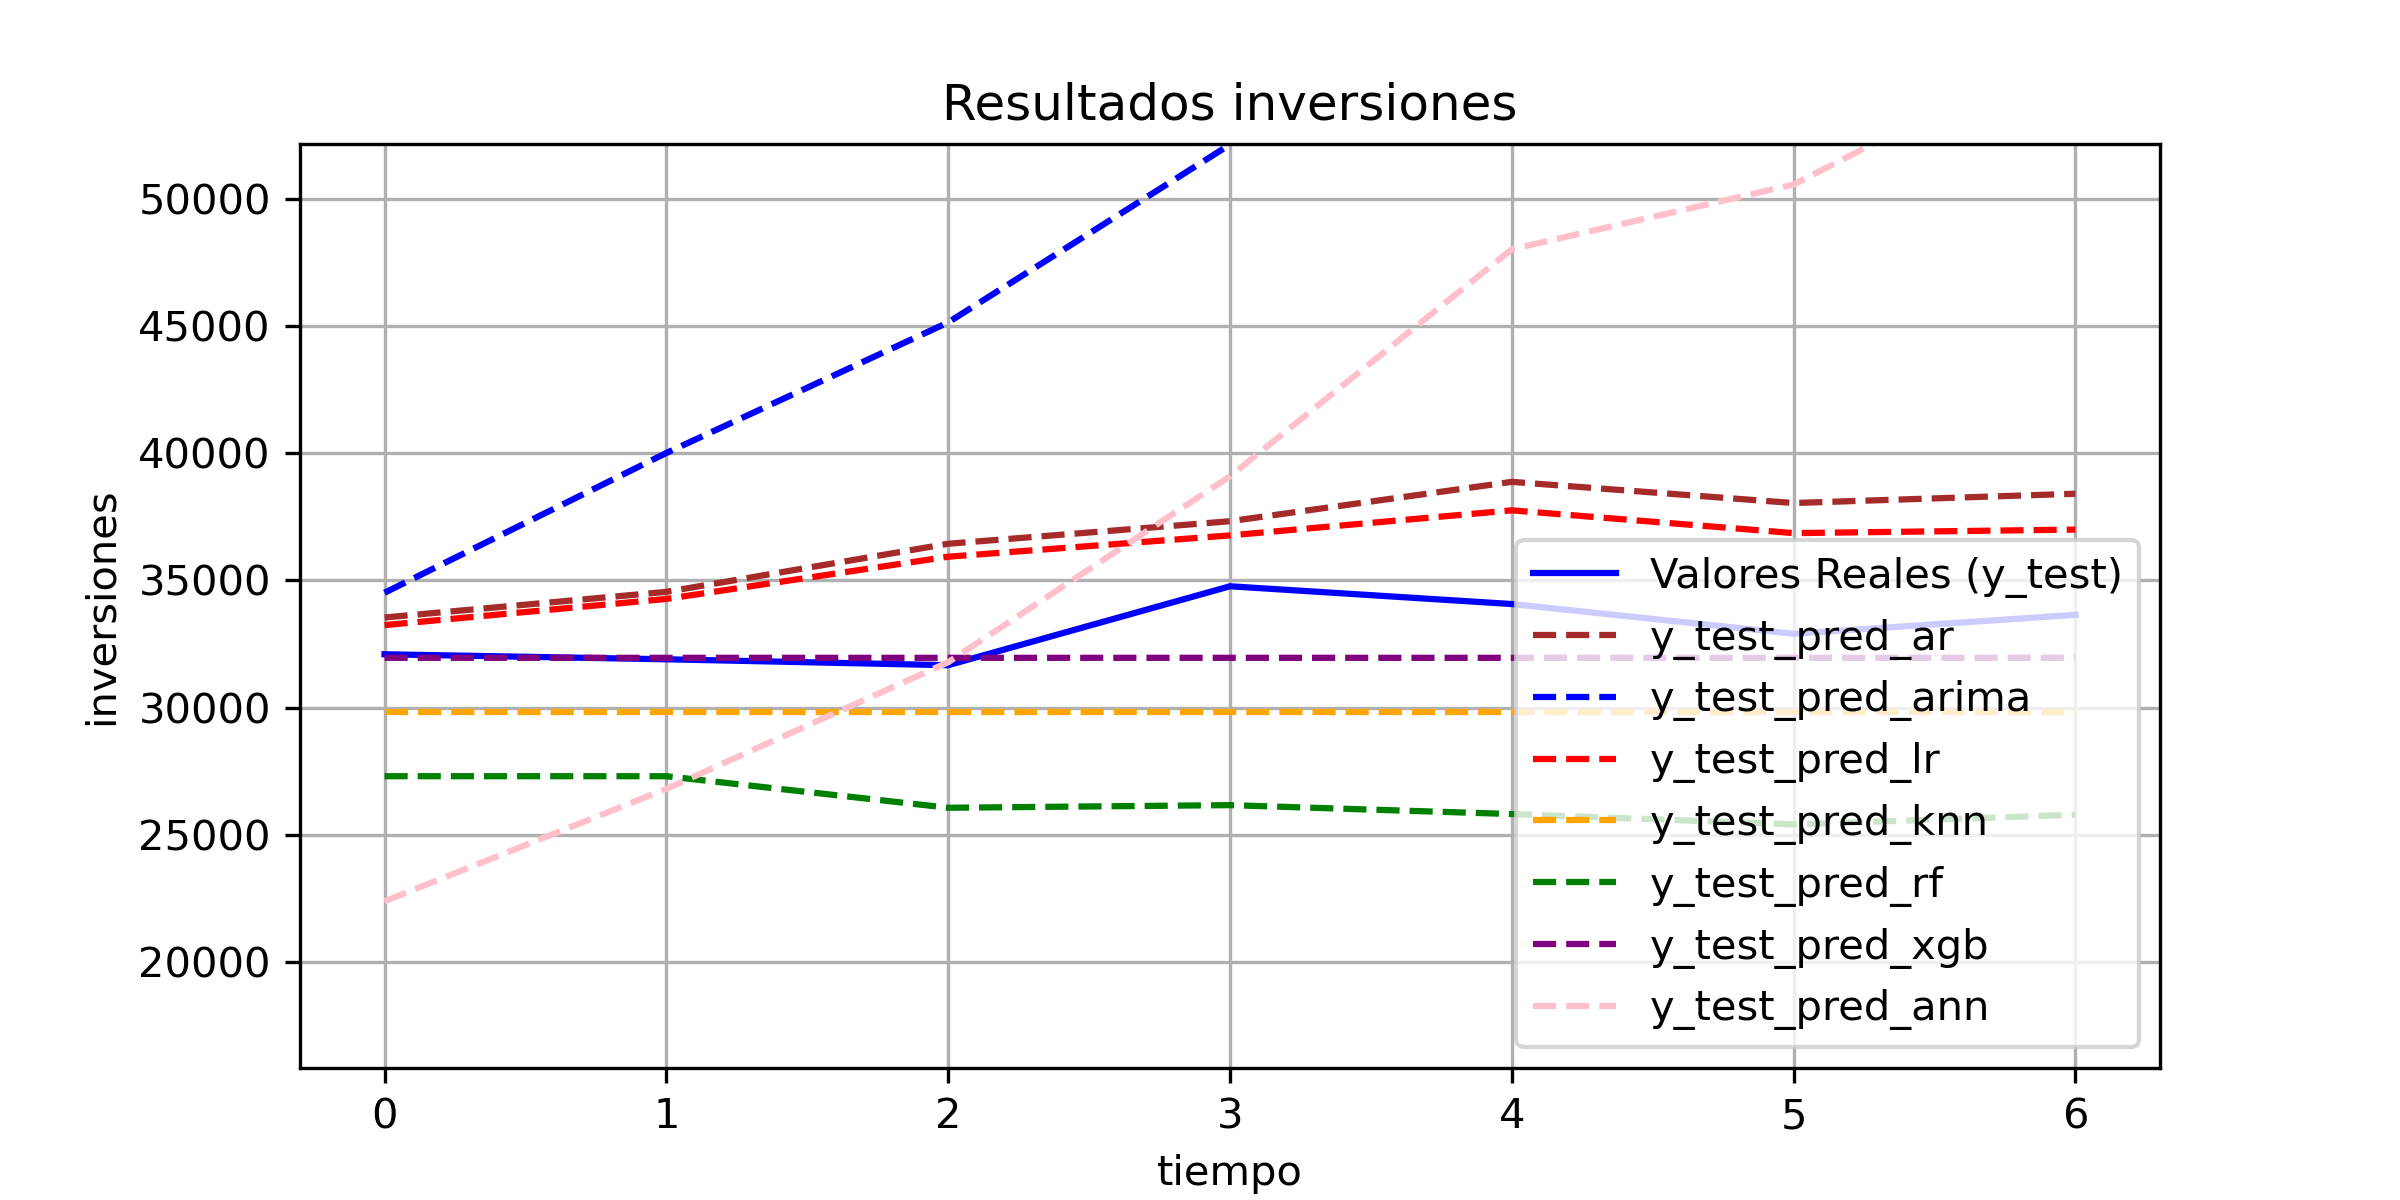 Resultados inversiones
50000
45000
40000
35000
30000
25000
20000
inversiones
Valores Reales (y_test)
y_test_pred_ar
y_test_pred_arima
y_test_pred_lr
y_test_pred_knn
y_test_pred_rf
y_test_pred_xgb
y_test_pred_ann
0 1 2 3 4 5 6
tiempo